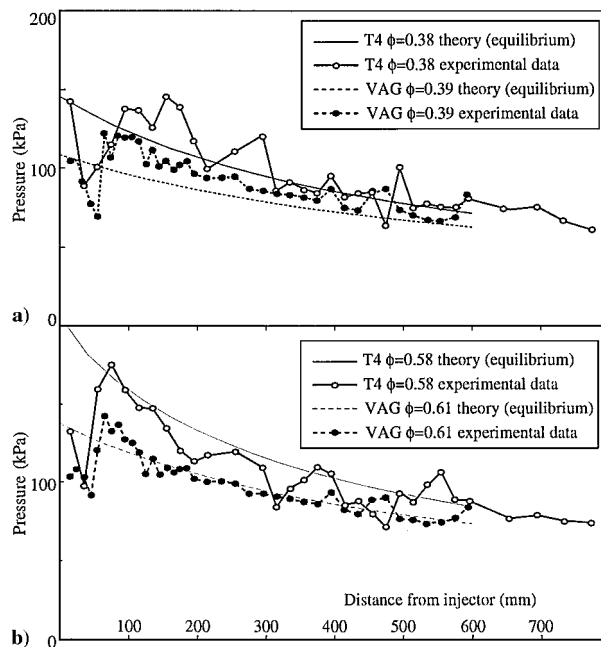 200
T4 ϕ=0.38 theory (equilibrium)
T4 ϕ=0.38 experimental data
VAG ϕ=0.39 theory (equilibrium)
VAG ϕ=0.39 experimental data
Pressure (kPa)
100
a)
0
T4 ϕ=0.58 theory (equilibrium)
T4 ϕ=0.58 experimental data
VAG ϕ=0.61 theory (equilibrium)
VAG ϕ=0.61 experimental data
Pressure (kPa)
100
Distance from injector (mm)
b)
0
100 200 300 400 500 600 700